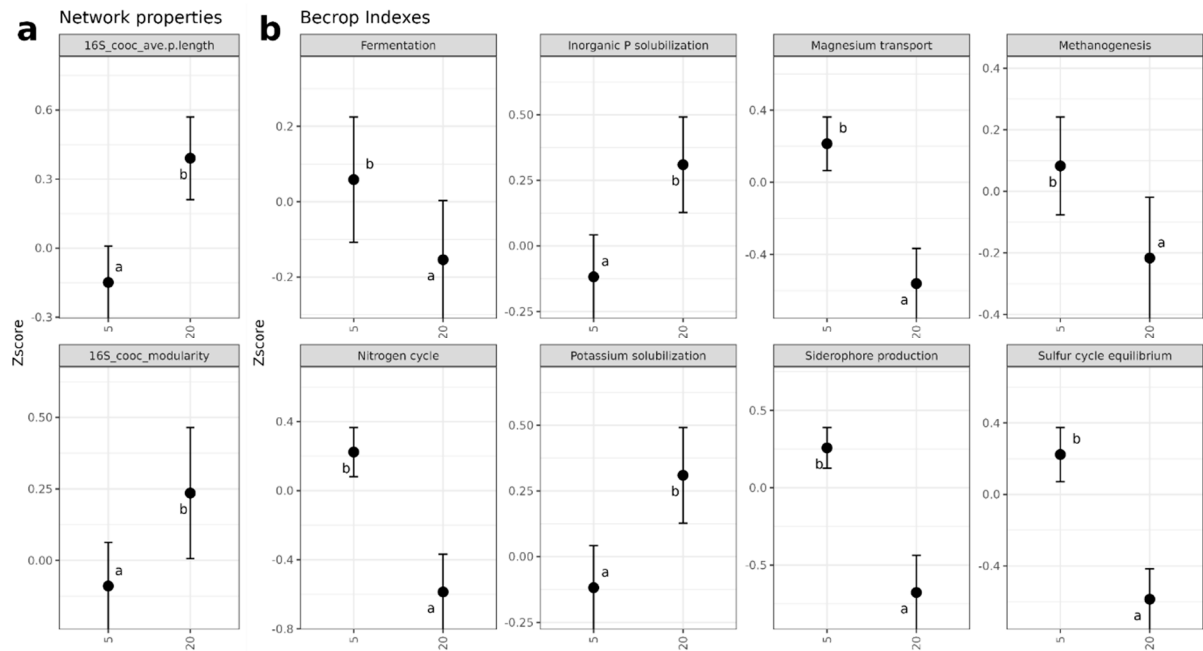 a Network properties b Becrop Indexes
16S_cooc_ave.p.length Fermentation Inorganic P solubilization Magnesium transport Methanogenesis
0.6
0.3
0.0
-0.3
b
a
5 20
0.2
0.0
-0.2
b
a
5 20
0.50
0.25
0.00
-0.25
b
a
5 20
0.4
0.0
-0.4
b
a
5 20
0.4
0.2
0.0
-0.2
-0.4
b
a
5 20
Zscore
Zscore
16S_cooc_modularity Nitrogen cycle Potassium solubilization Siderophore production Sulfur cycle equilibrium
0.50
0.25
0.00
b
a
5 20
0.4
0.0
-0.4
-0.8
b
a
5 20
0.50
0.25
0.00
-0.25
b
a
5 20
0.5
0.0
-0.5
b
a
5 20
0.4
0.0
-0.4
b
a
5 20